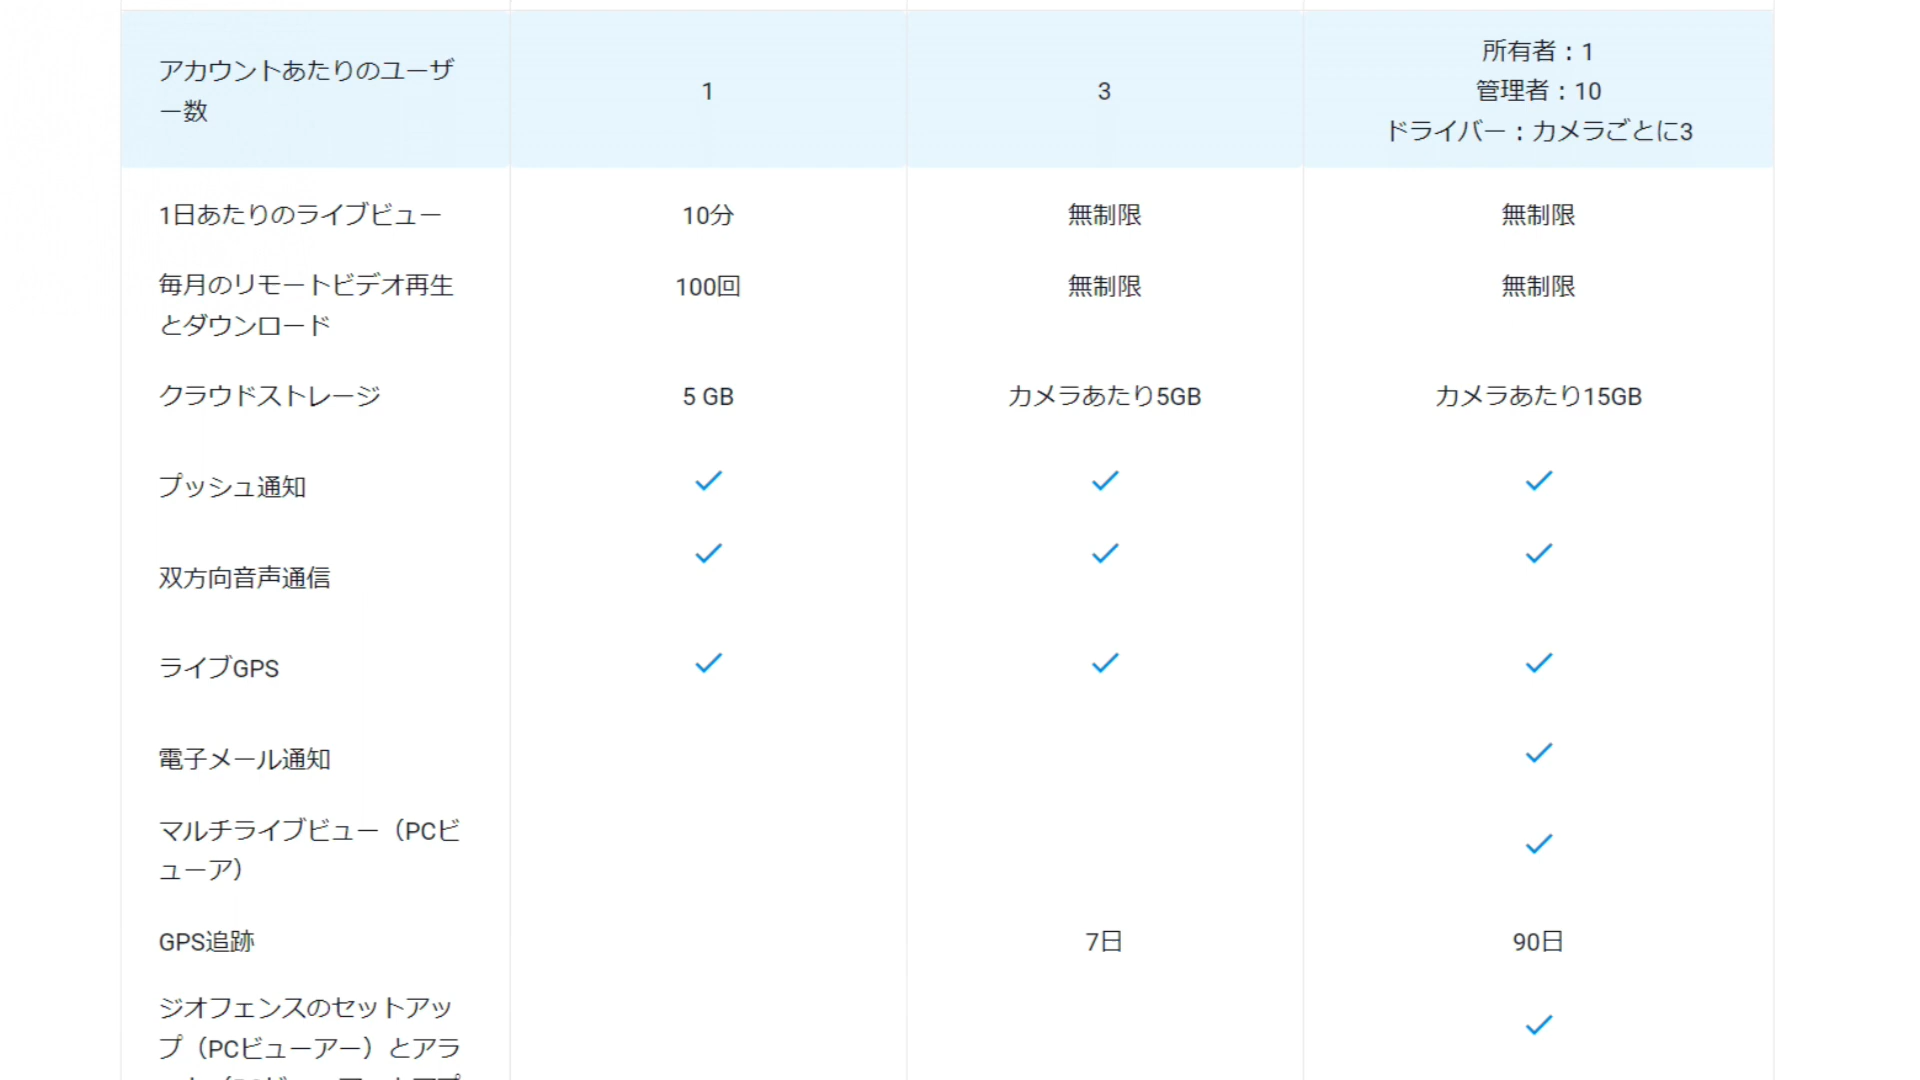 アカウントあたりのユーザ
ー数
1
3
所有者：1
管理者：10
ドライバー：カメラごとに3
1日あたりのライブビュー
10分
無制限
無制限
毎月のリモートビデオ再生
とダウンロード
100回
無制限
無制限
クラウドストレージ
5 GB
カメラあたり5GB
カメラあたり15GB
プッシュ通知
双方向音声通信
ライブGPS
電子メール通知
マルチライブビュー（PCビ
ューア）
GPS追跡
7日
90日
ジオフェンスのセットアッ
プ（PCビューアー）とアラ